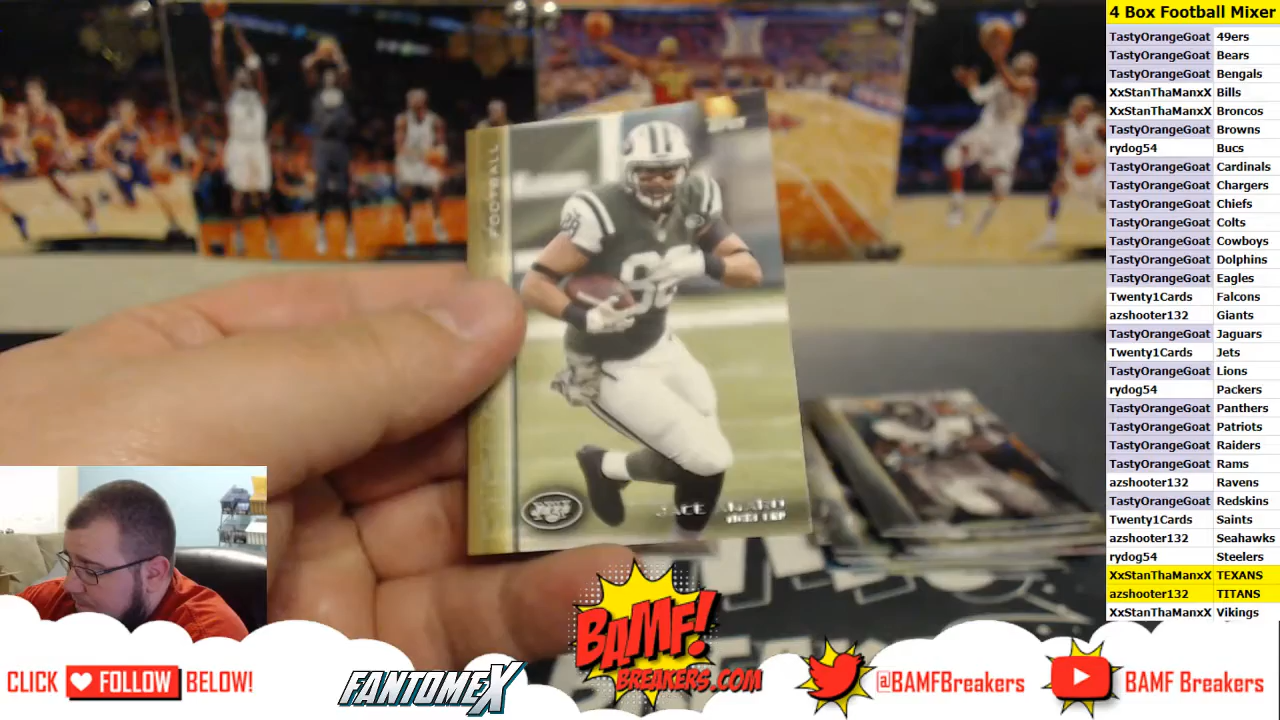 4 Box Football Mixer
TastyOrangeGoat 49ers
TastyOrangeGoat Bears
TastyOrangeGoat Bengals
XxStanThaManxX Bills
XxStanThaManxX Broncos
TastyOrangeGoat Browns
rydog54 Bucs
TastyOrangeGoat Cardinals
TastyOrangeGoat Chargers
TastyOrangeGoat Chiefs
TastyOrangeGoat Colts
TastyOrangeGoat Cowboys
TastyOrangeGoat Dolphins
TastyOrangeGoat Eagles
Twenty1Cards Falcons
azshooter132 Giants
TastyOrangeGoat Jaguars
Twenty1Cards Jets
TastyOrangeGoat Lions
rydog54 Packers
TastyOrangeGoat Panthers
TastyOrangeGoat Patriots
TastyOrangeGoat Raiders
TastyOrangeGoat Rams
azshooter132 Ravens
TastyOrangeGoat Redskins
Twenty1Cards Saints
azshooter132 Seahawks
rydog54 Steelers
XxStanThaManxX TEXANS
azshooter132 TITANS
XxStanThaManxX Vikings
FOOTBALL
JACE AMARO
JETS
CLICK FOLLOW BELOW!
FANTOMEX
BAMF!
BREAKERS.COM
@BAMFBreakers
BAMF Breakers